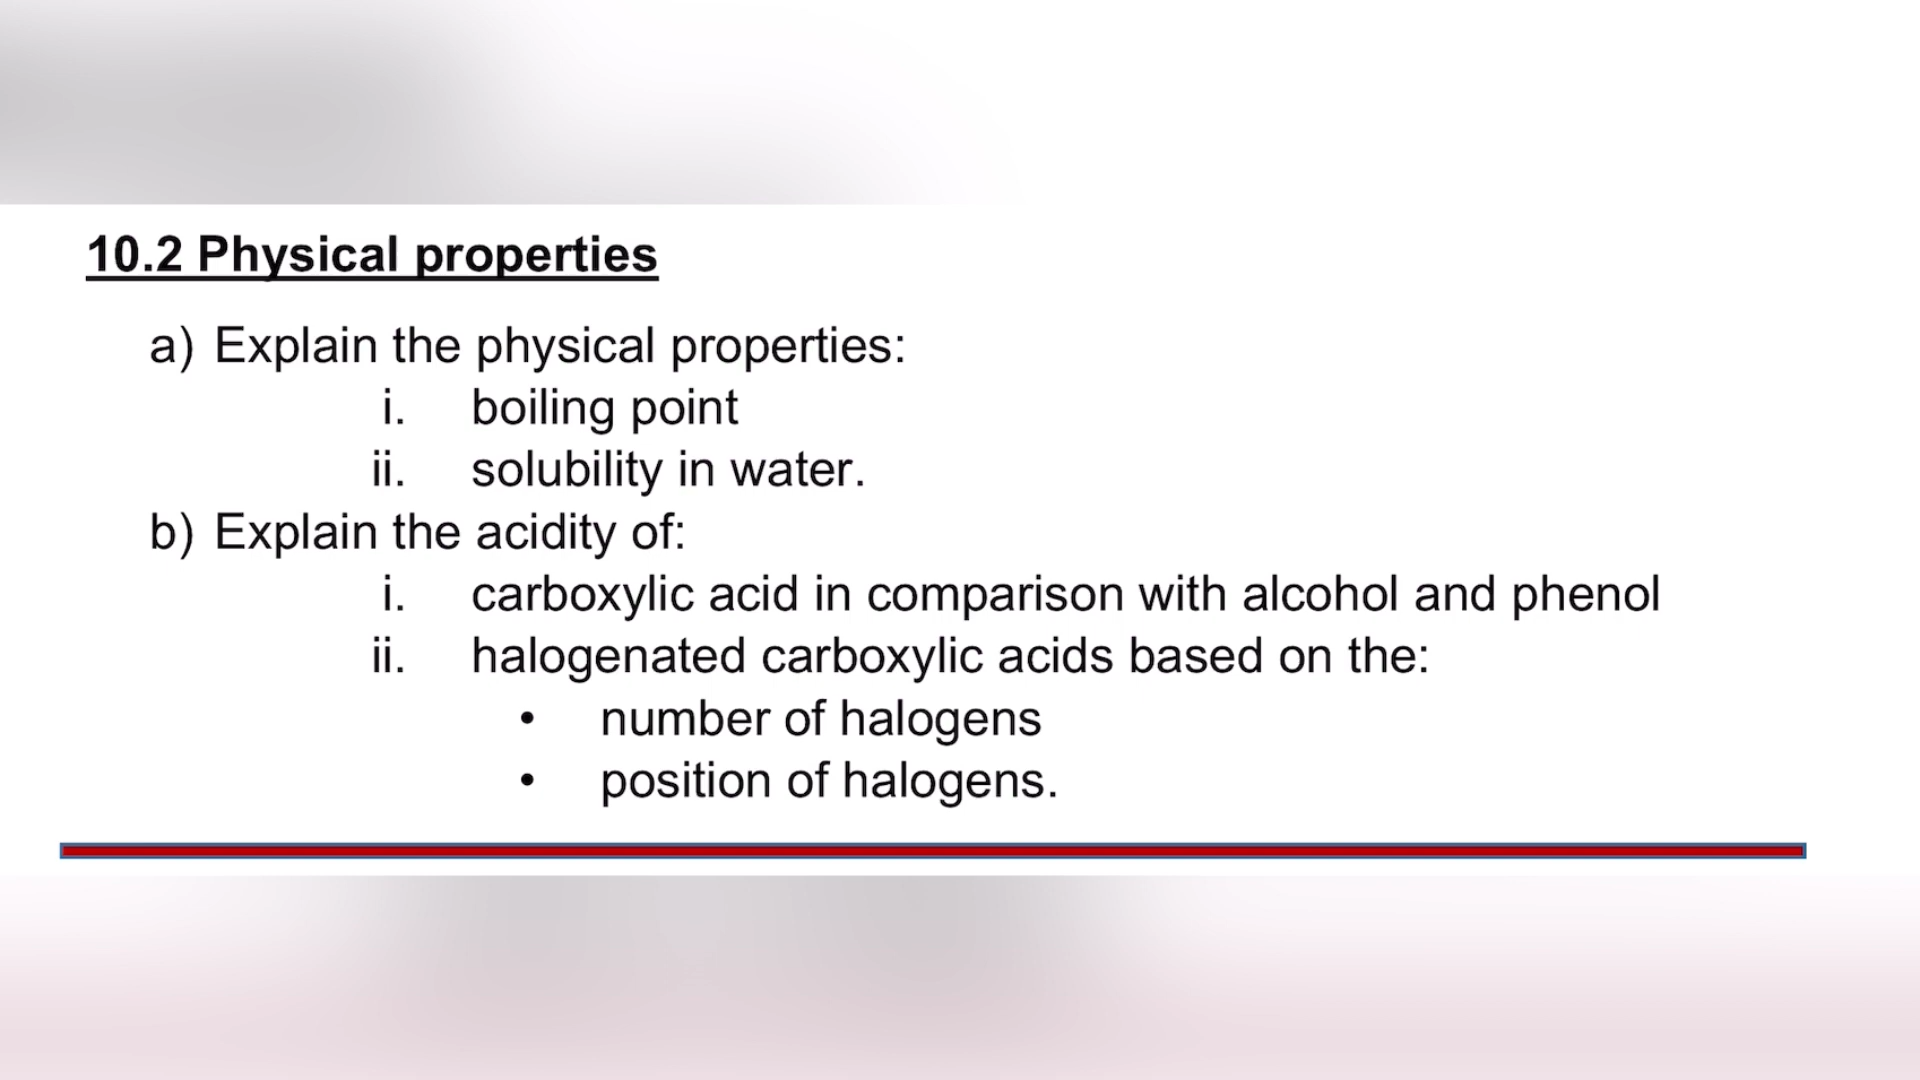 10.2 Physical properties
a) Explain the physical properties:
i. boiling point
ii. solubility in water.
b) Explain the acidity of:
i. carboxylic acid in comparison with alcohol and phenol
ii. halogenated carboxylic acids based on the:
• number of halogens
• position of halogens.